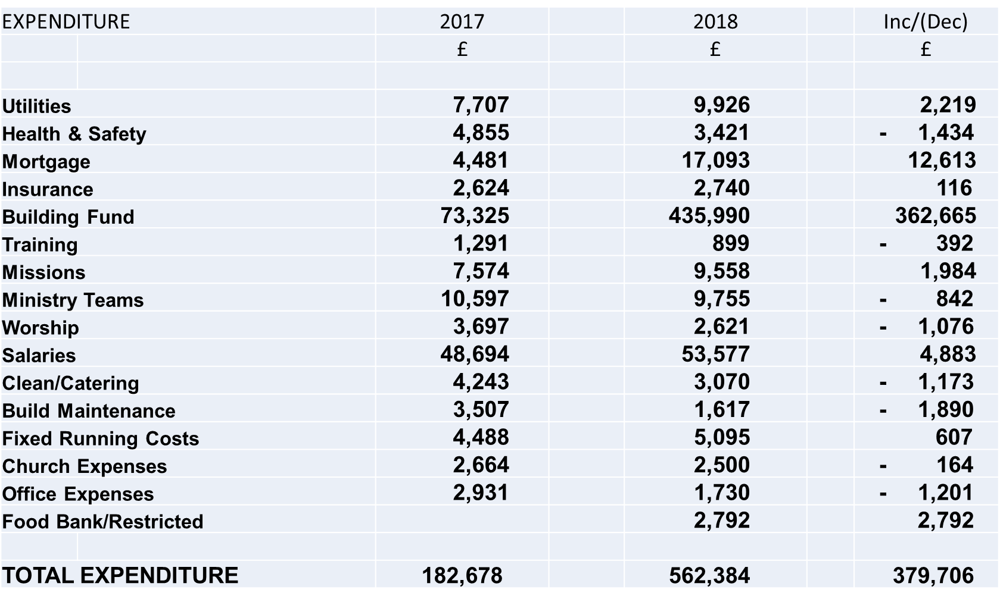 EXPENDITURE 2017 2018 Inc/(Dec)
£ £ £
Utilities 7,707 9,926 2,219
Health & Safety 4,855 3,421 - 1,434
Mortgage 4,481 17,093 12,613
Insurance 2,624 2,740 116
Building Fund 73,325 435,990 362,665
Training 1,291 899 - 392
Missions 7,574 9,558 1,984
Ministry Teams 10,597 9,755 - 842
Worship 3,697 2,621 - 1,076
Salaries 48,694 53,577 4,883
Clean/Catering 4,243 3,070 - 1,173
Build Maintenance 3,507 1,617 - 1,890
Fixed Running Costs 4,488 5,095 607
Church Expenses 2,664 2,500 - 164
Office Expenses 2,931 1,730 - 1,201
Food Bank/Restricted 2,792 2,792
TOTAL EXPENDITURE 182,678 562,384 379,706